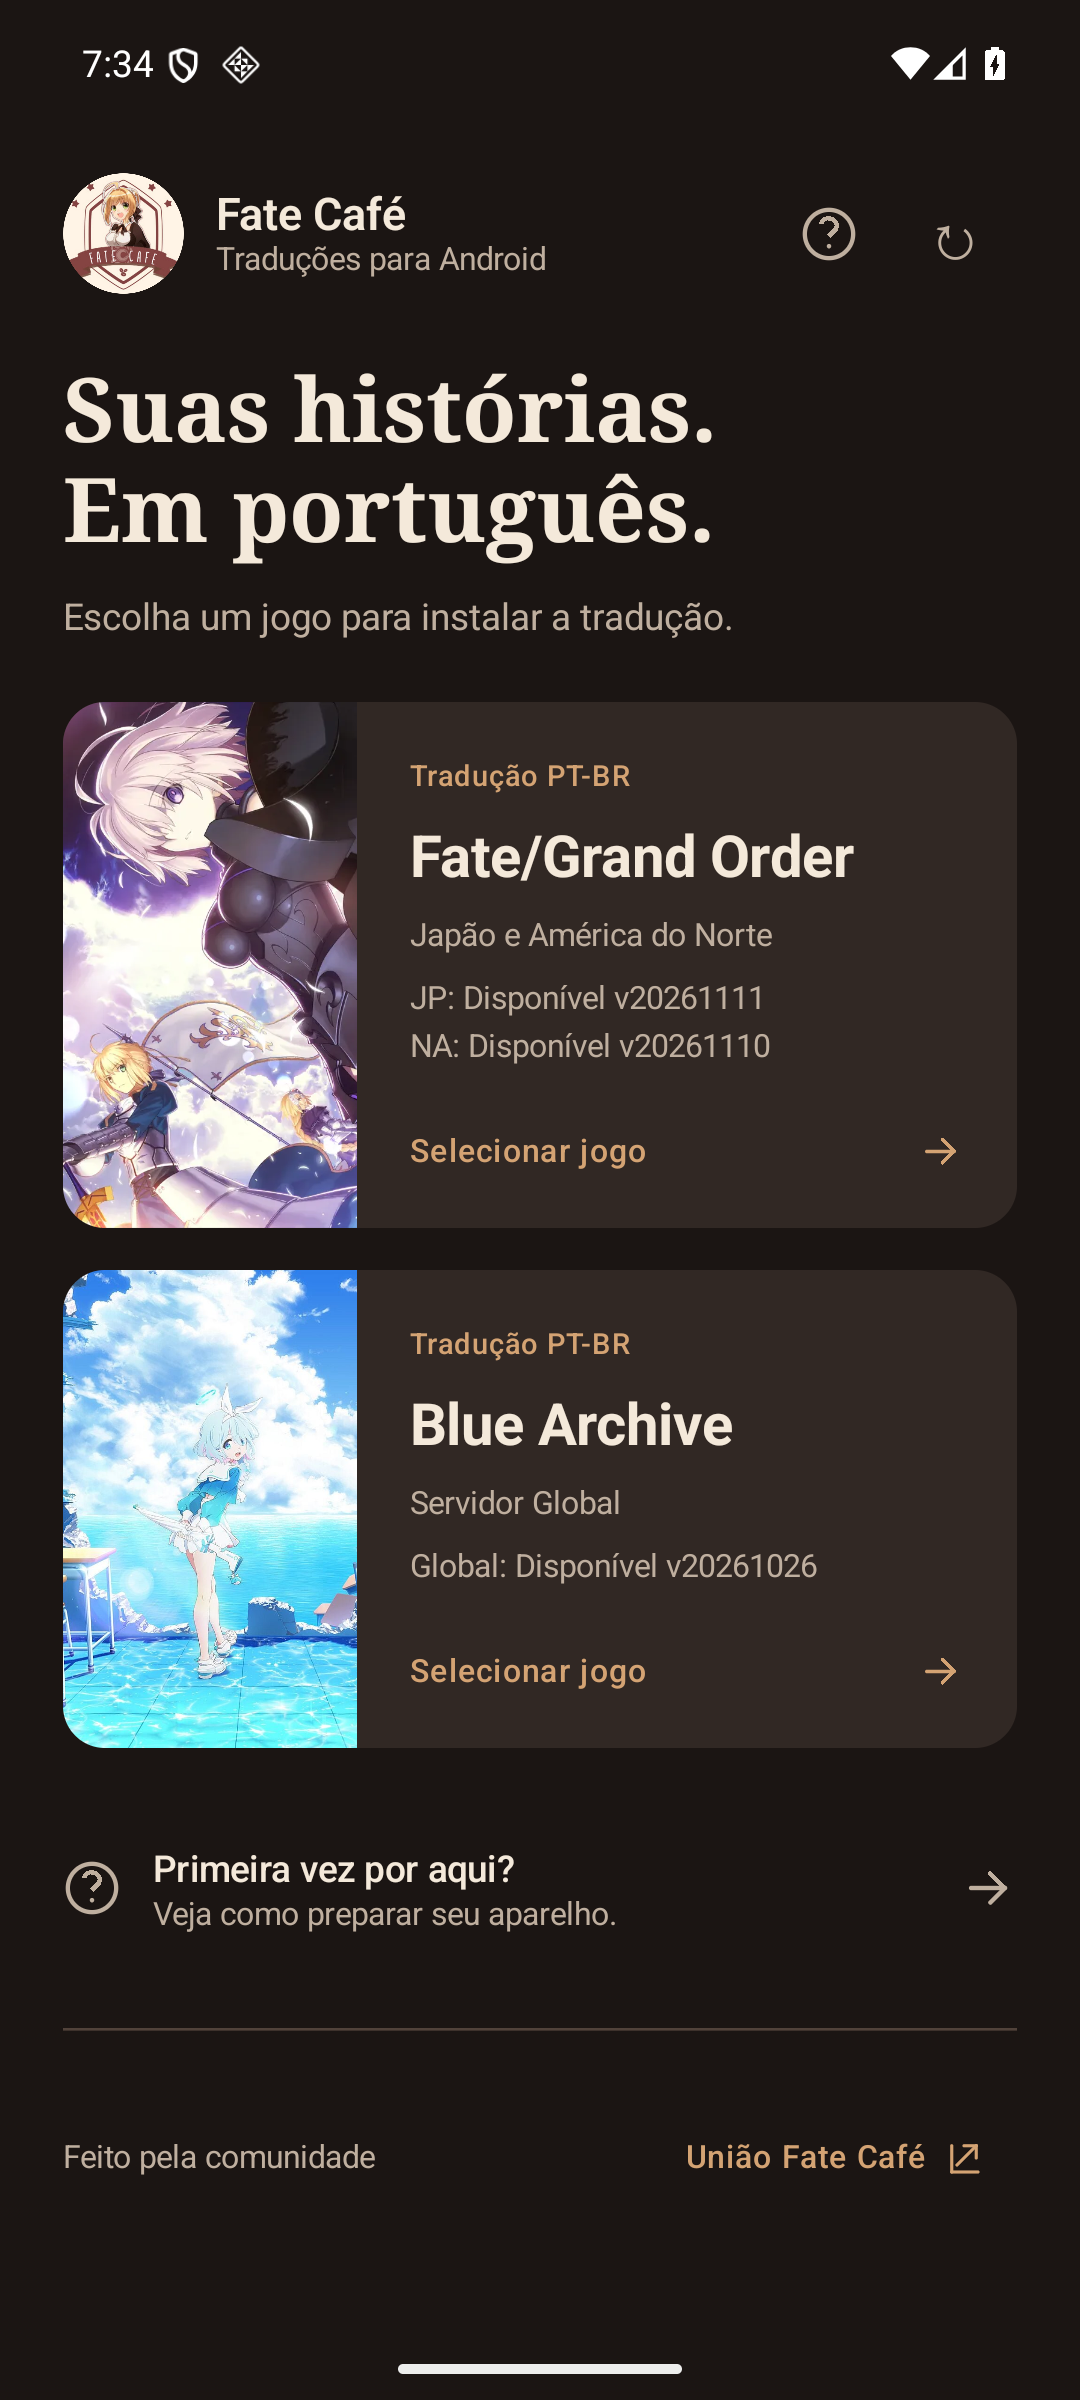 7:34
FATE CAFE
Fate Café
Traduções para Android
Suas histórias.
Em português.
Escolha um jogo para instalar a tradução.
Tradução PT-BR
Fate/Grand Order
Japão e América do Norte
JP: Disponível v20261111
NA: Disponível v20261110
Selecionar jogo
Tradução PT-BR
Blue Archive
Servidor Global
Global: Disponível v20261026
Selecionar jogo
Primeira vez por aqui?
Veja como preparar seu aparelho.
Feito pela comunidade
União Fate Café